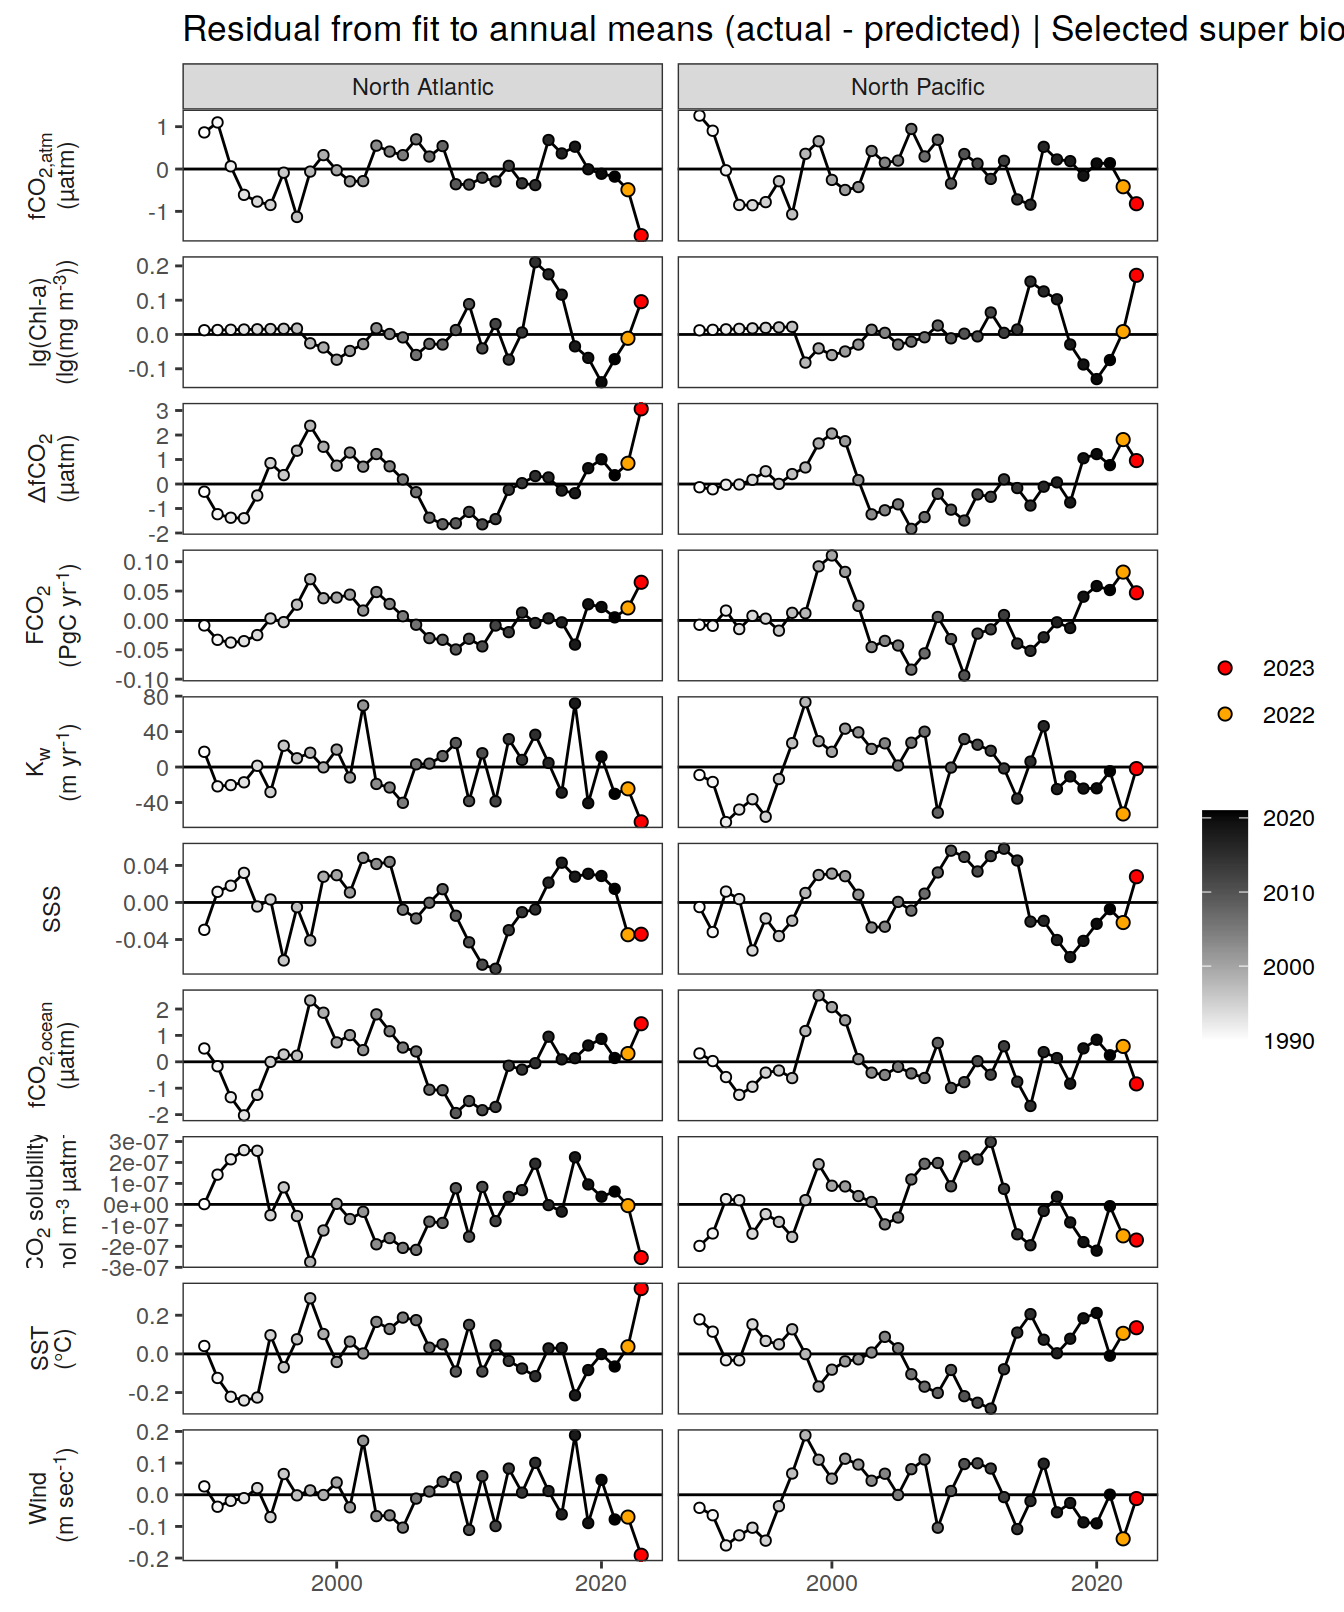 Residual from fit to annual means (actual - predicted) | Selected super bio
North Atlantic
North Pacific
fCO2,atm
(µatm)
1
0
-1
lg(Chl-a)
(lg(mg m-3))
0.2
0.1
0.0
-0.1
ΔfCO2
(µatm)
3
2
1
0
-1
-2
FCO2
(PgC yr-1)
0.10
0.05
0.00
-0.05
-0.10
Kw
(m yr-1)
80
40
0
-40
SSS
0.04
0.00
-0.04
fCO2,ocean
(µatm)
2
1
0
-1
-2
CO2 solubility
nol m-3 µatm-
3e-07
2e-07
1e-07
0e+00
-1e-07
-2e-07
-3e-07
SST
(°C)
0.2
0.0
-0.2
Wind
(m sec-1)
0.2
0.1
0.0
-0.1
-0.2
2000
2020
2000
2020
2023
2022
2020
2010
2000
1990